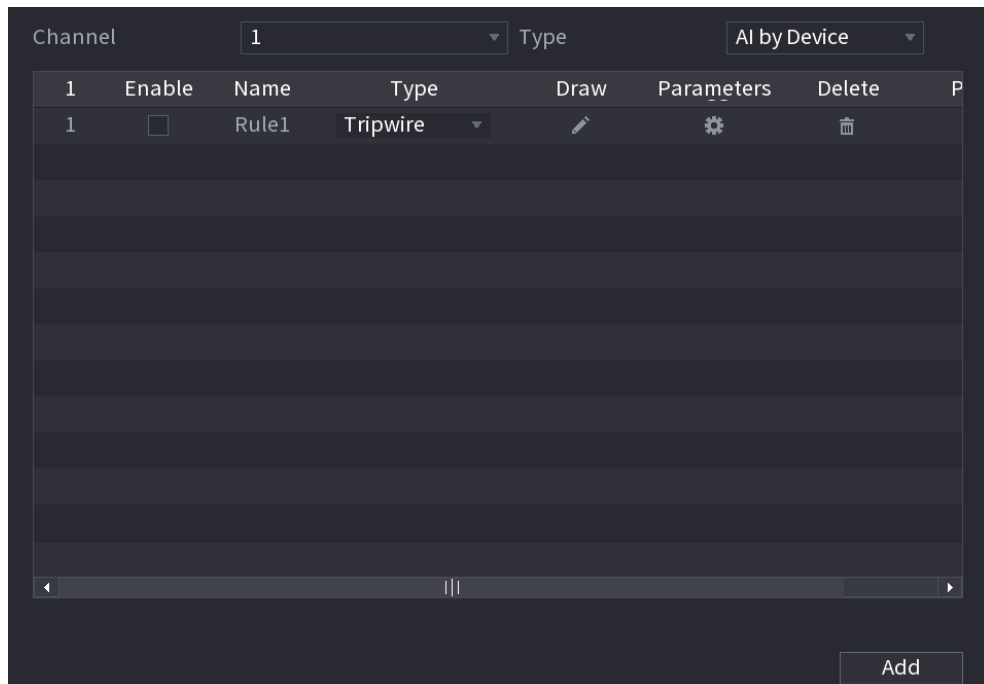 Channel 1 Type AI by Device
1 Enable Name Type Draw Parameters Delete P
1 Rule1 Tripwire
Add